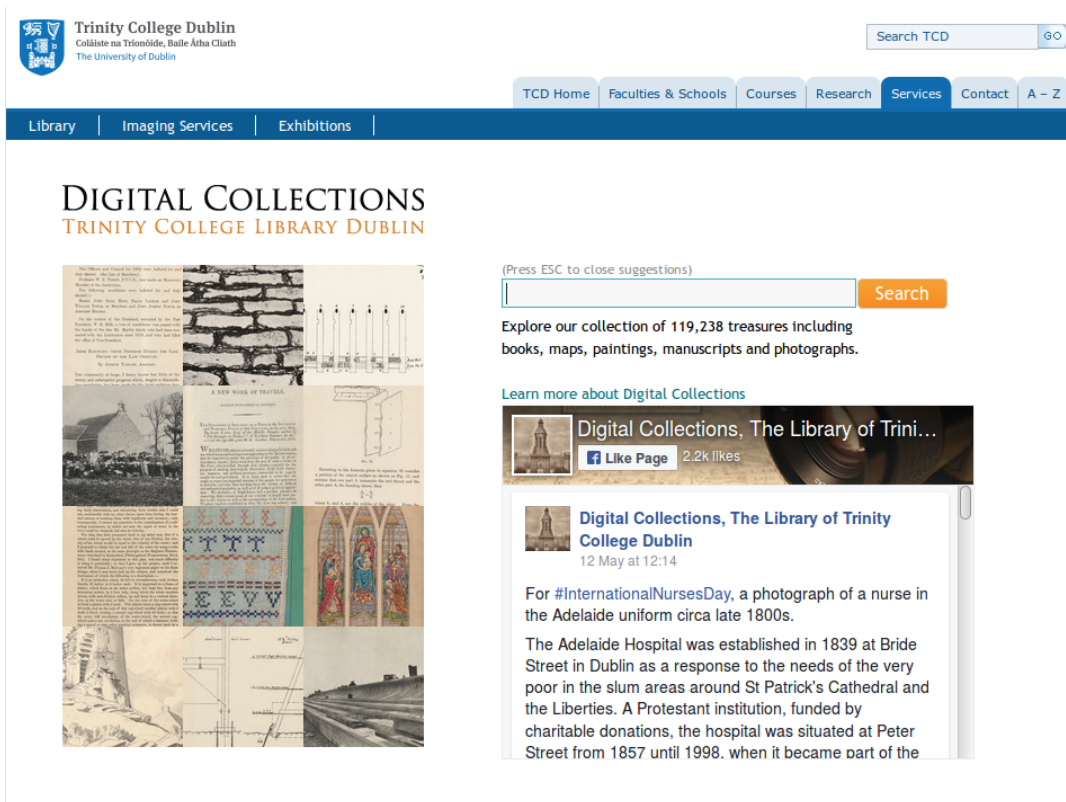 Trinity College Dublin
Coláiste na Tríonóide, Baile Átha Cliath
The University of Dublin
Search TCD
GO
TCD Home
Faculties & Schools
Courses
Research
Services
Contact
A – Z
Library
Imaging Services
Exhibitions
DIGITAL COLLECTIONS
TRINITY COLLEGE LIBRARY DUBLIN
A NEW WORK OF TRAVELS,
(Press ESC to close suggestions)
Search
Explore our collection of 119,238 treasures including
books, maps, paintings, manuscripts and photographs.
Learn more about Digital Collections
Digital Collections, The Library of Trini...
Like Page
2.2k likes
Digital Collections, The Library of Trinity
College Dublin
12 May at 12:14
For #InternationalNursesDay, a photograph of a nurse in
the Adelaide uniform circa late 1800s.
The Adelaide Hospital was established in 1839 at Bride
Street in Dublin as a response to the needs of the very
poor in the slum areas around St Patrick's Cathedral and
the Liberties. A Protestant institution, funded by
charitable donations, the hospital was situated at Peter
Street from 1857 until 1998, when it became part of the